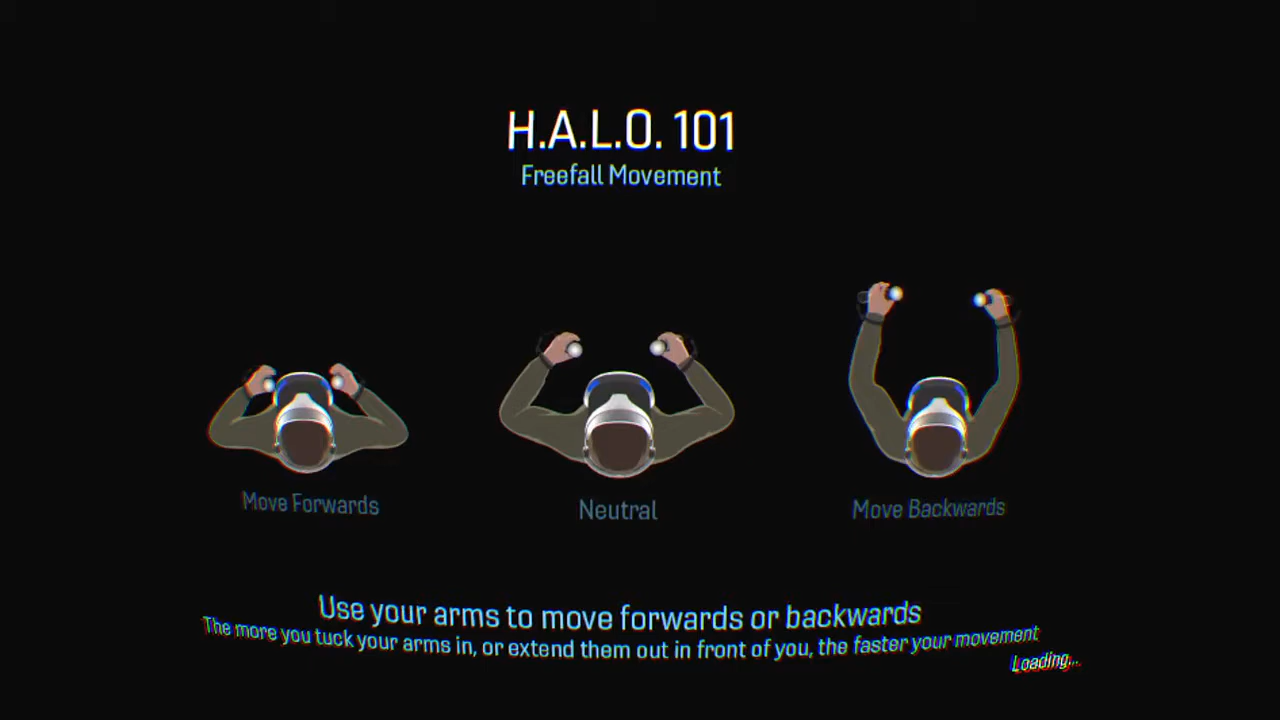 H.A.L.O. 101
Freefall Movement
Move Forwards
Neutral
Move Backwards
Use your arms to move forwards or backwards
The more you tuck your arms in, or extend them out in front of you, the faster your movement
Loading...